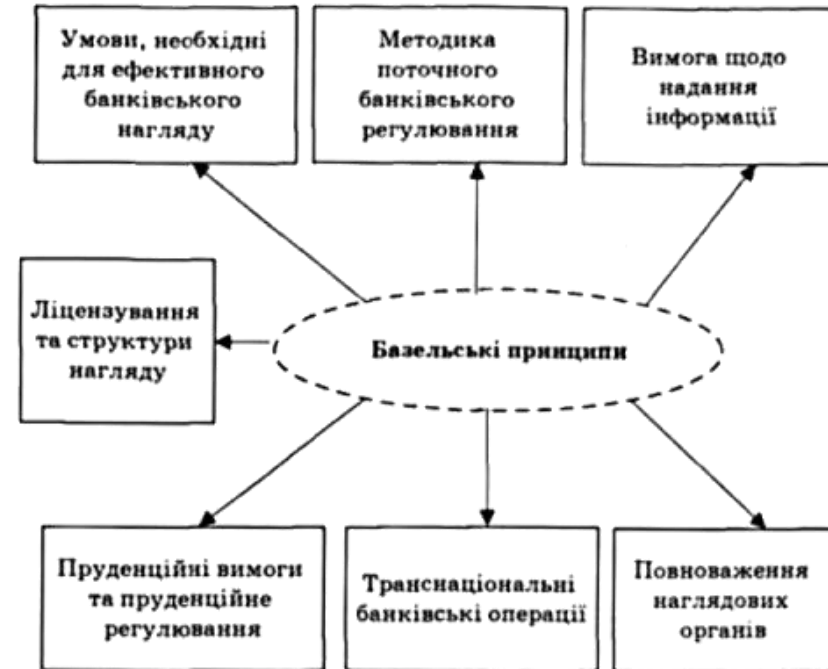 Умови, необхідні
для ефективного
банківського
нагляду
Методика
поточного
банківського
регулювання
Вимога щодо
надання
інформації
Ліцензування
та структури
нагляду
Базельські принципи
Пруденційні вимоги
та пруденційне
регулювання
Транснаціональні
банківські операції
Повноваження
наглядових
органів